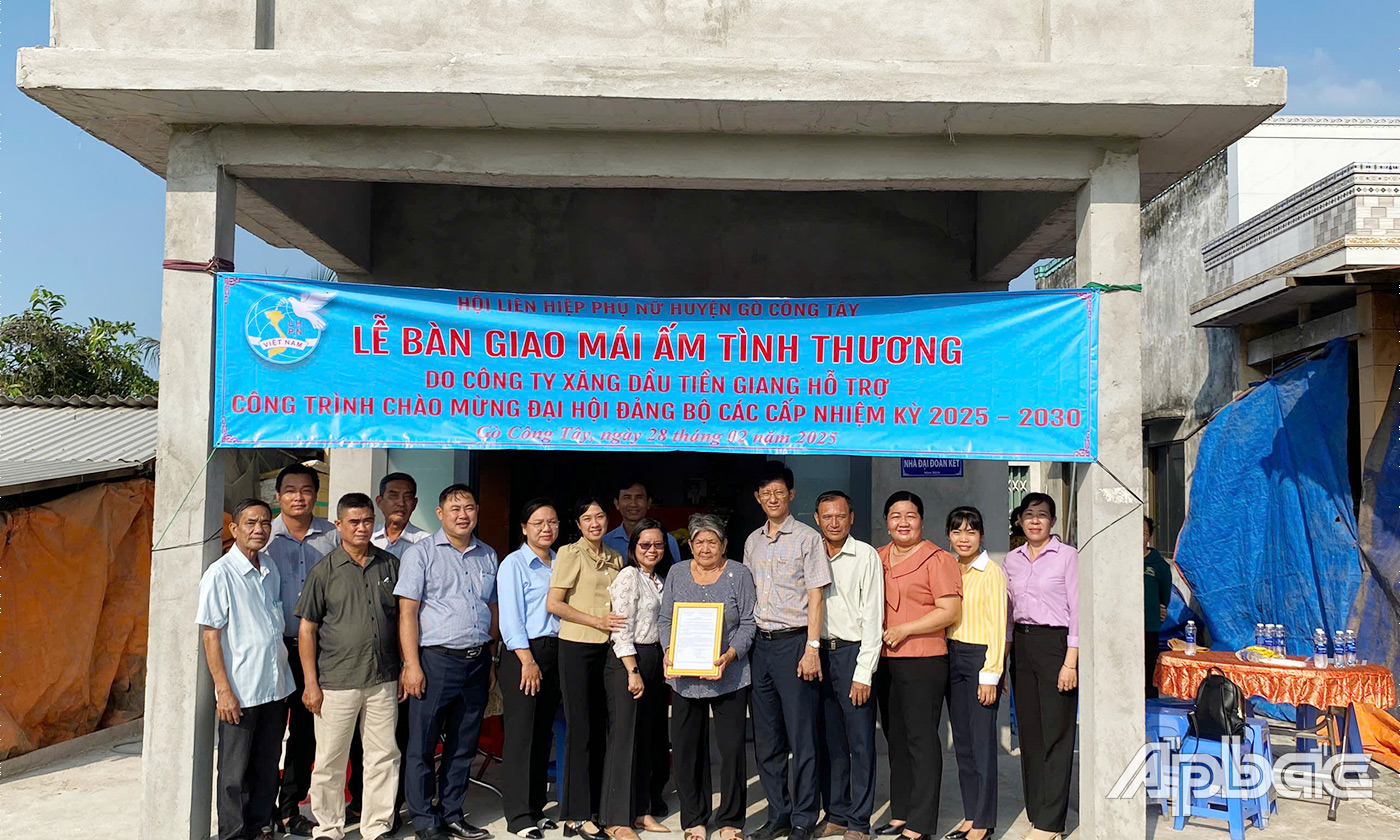 HỘI LIÊN HIỆP PHỤ NỮ HUYỆN GÒ CÔNG TÂY
VIỆT NAM
LỄ BÀN GIAO MÁI ẤM TÌNH THƯƠNG
DO CÔNG TY XĂNG DẦU TIỀN GIANG HỖ TRỢ
CÔNG TRÌNH CHÀO MỪNG ĐẠI HỘI ĐẢNG BỘ CÁC CẤP NHIỆM KỲ 2025 – 2030
Gò Công Tây, ngày 28 tháng 02 năm 2025
NHÀ ĐẠI ĐOÀN KẾT
Apbac